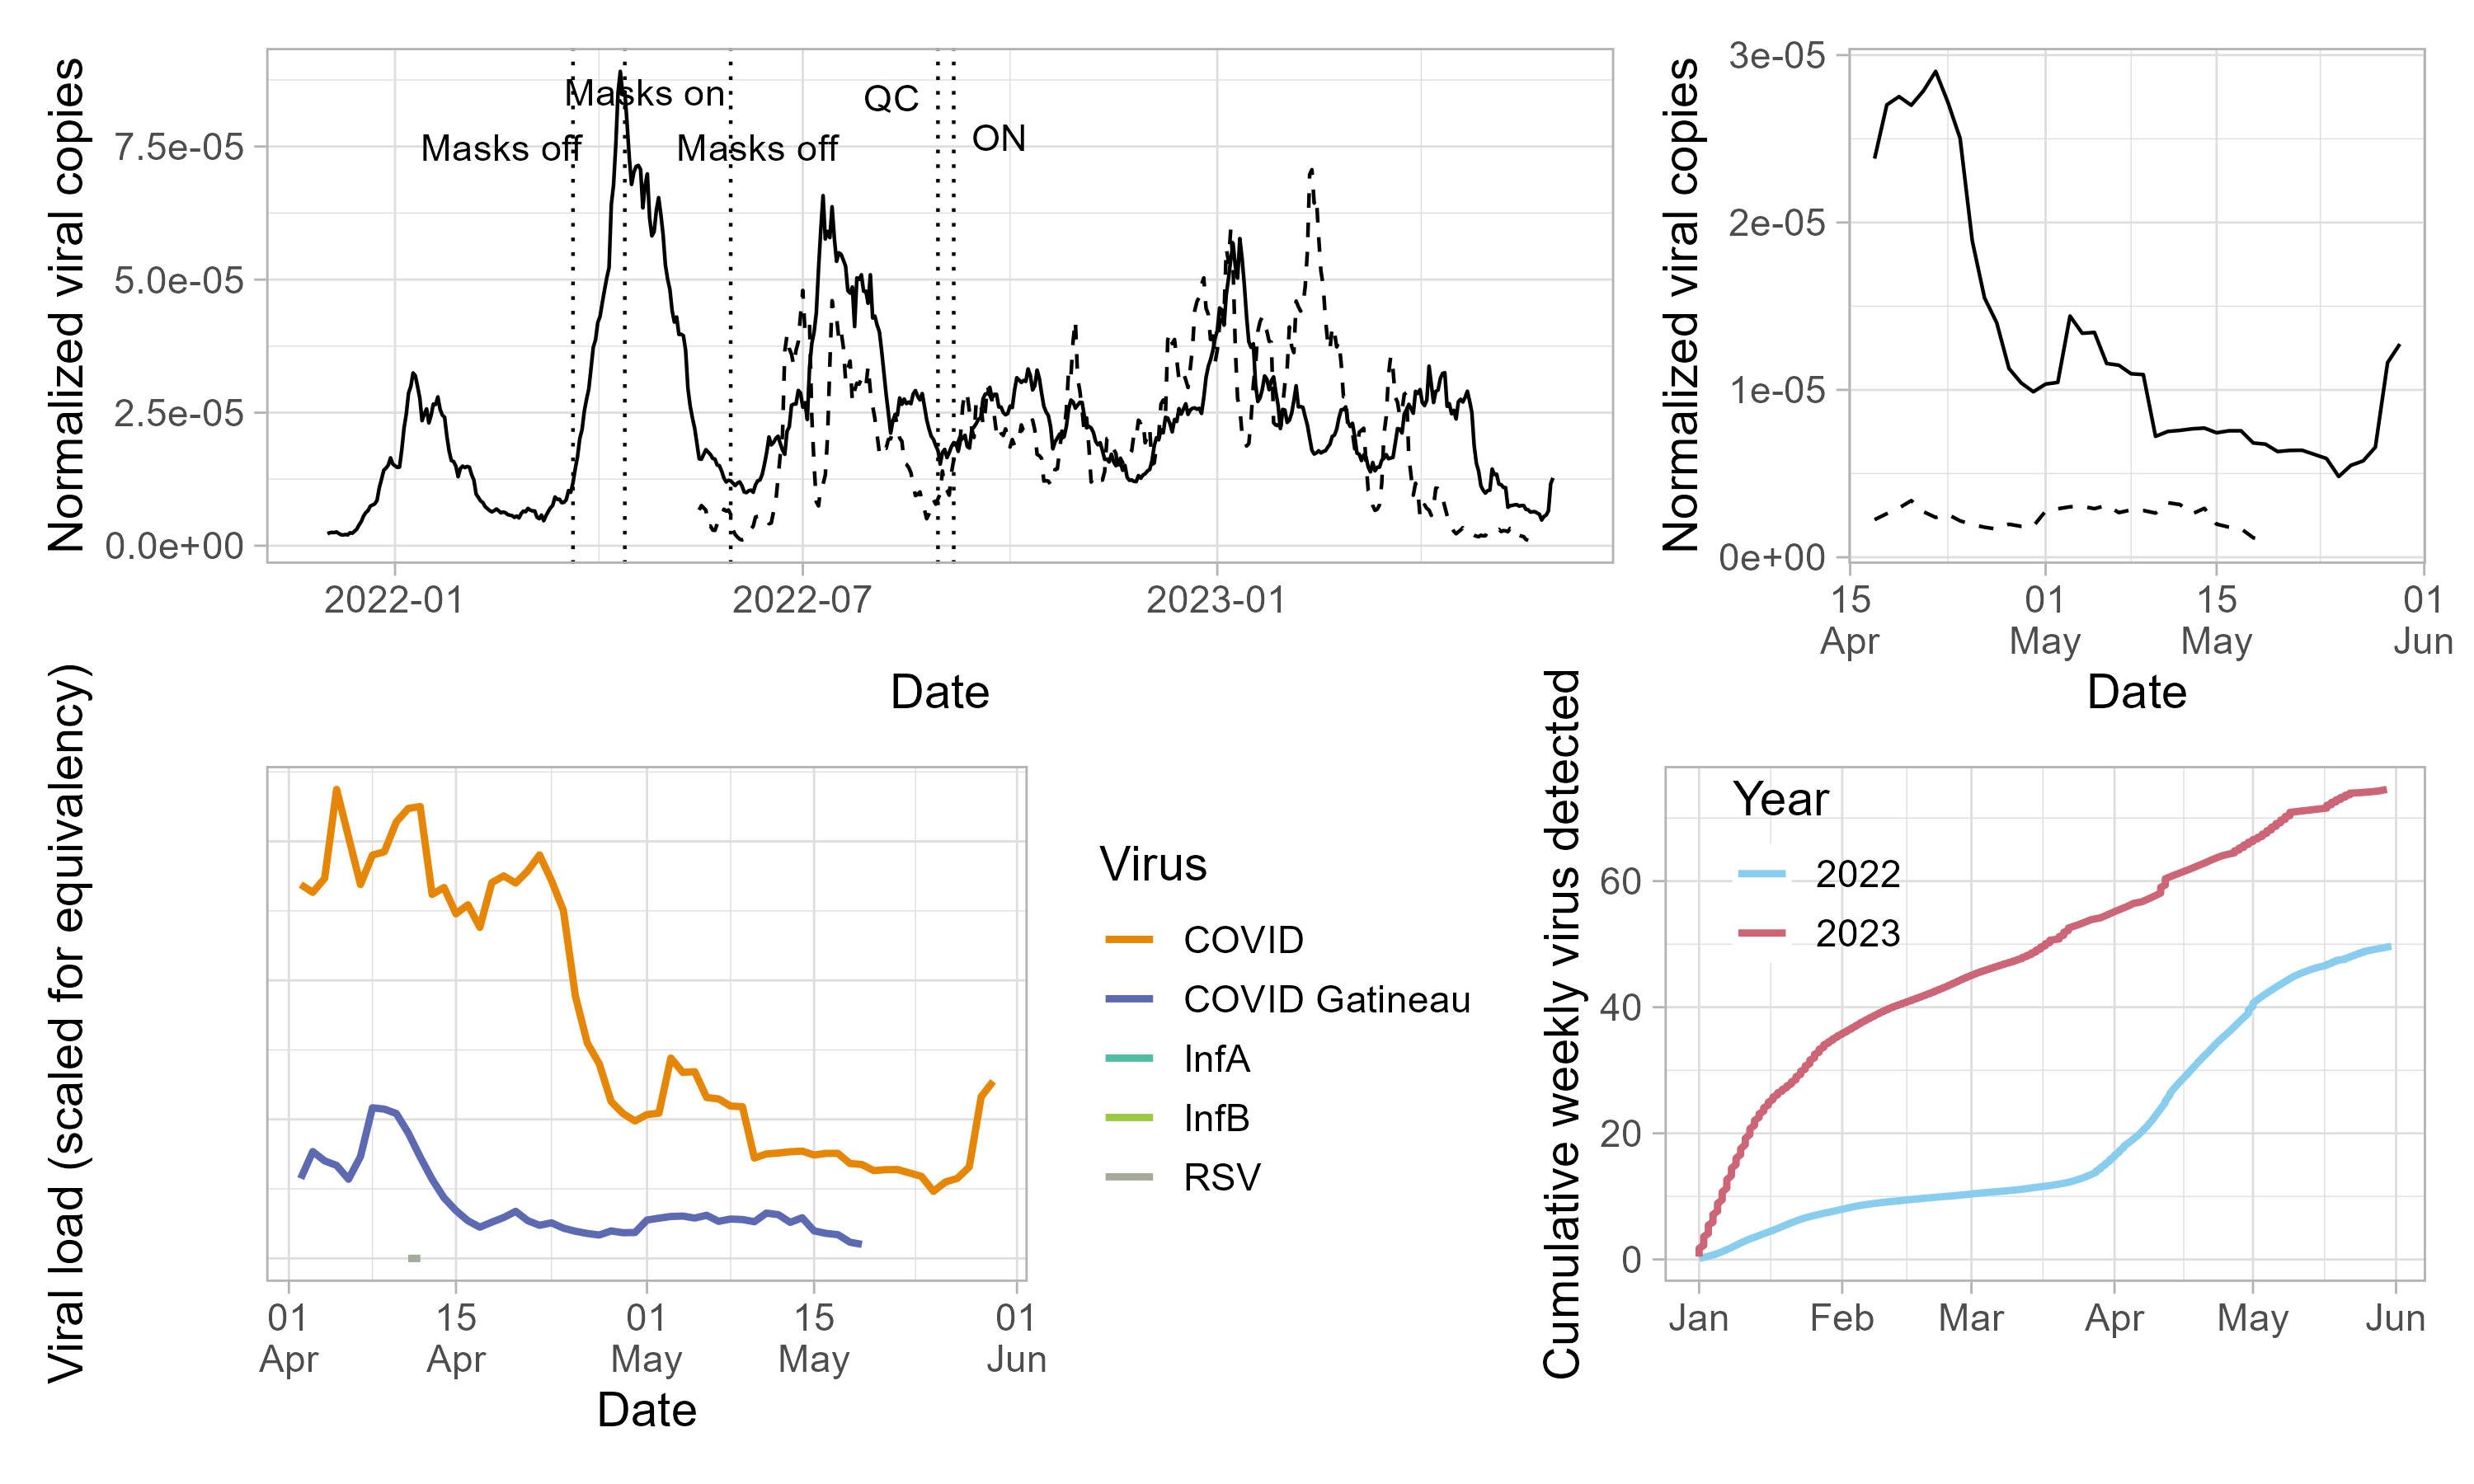 Normalized viral copies
7.5e-05
5.0e-05
2.5e-05
0.0e+00
Masks on
Masks off
Masks off
QC
ON
2022-01
2022-07
2023-01
Date
Normalized viral copies
3e-05
2e-05
1e-05
0e+00
15
Apr
01
May
15
May
01
Jun
Date
Viral load (scaled for equivalency)
01
Apr
15
Apr
01
May
15
May
01
Jun
Date
Virus
COVID
COVID Gatineau
InfA
InfB
RSV
Cumulative weekly virus detected
60
40
20
0
Year
2022
2023
Jan
Feb
Mar
Apr
May
Jun